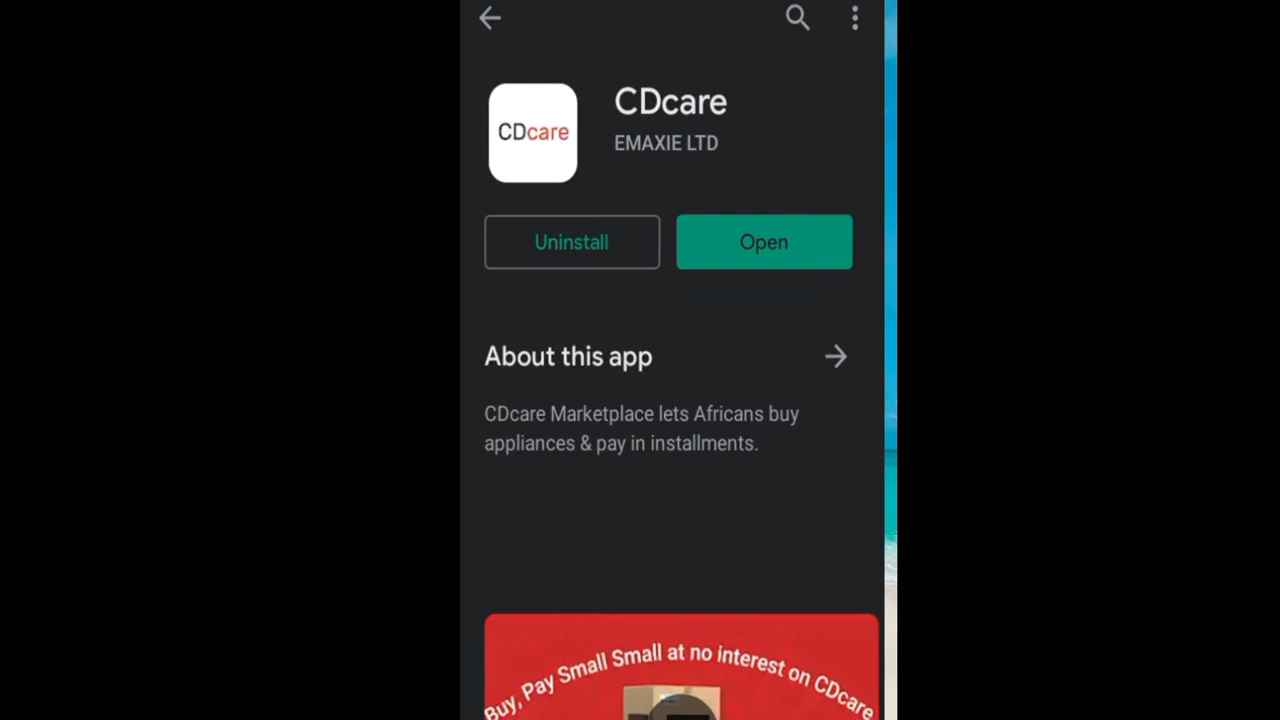 CDcare
CDcare
EMAXIE LTD
Uninstall
Open
About this app
CDcare Marketplace lets Africans buy
appliances & pay in installments.
Buy, Pay Small Small at no interest on CDcare